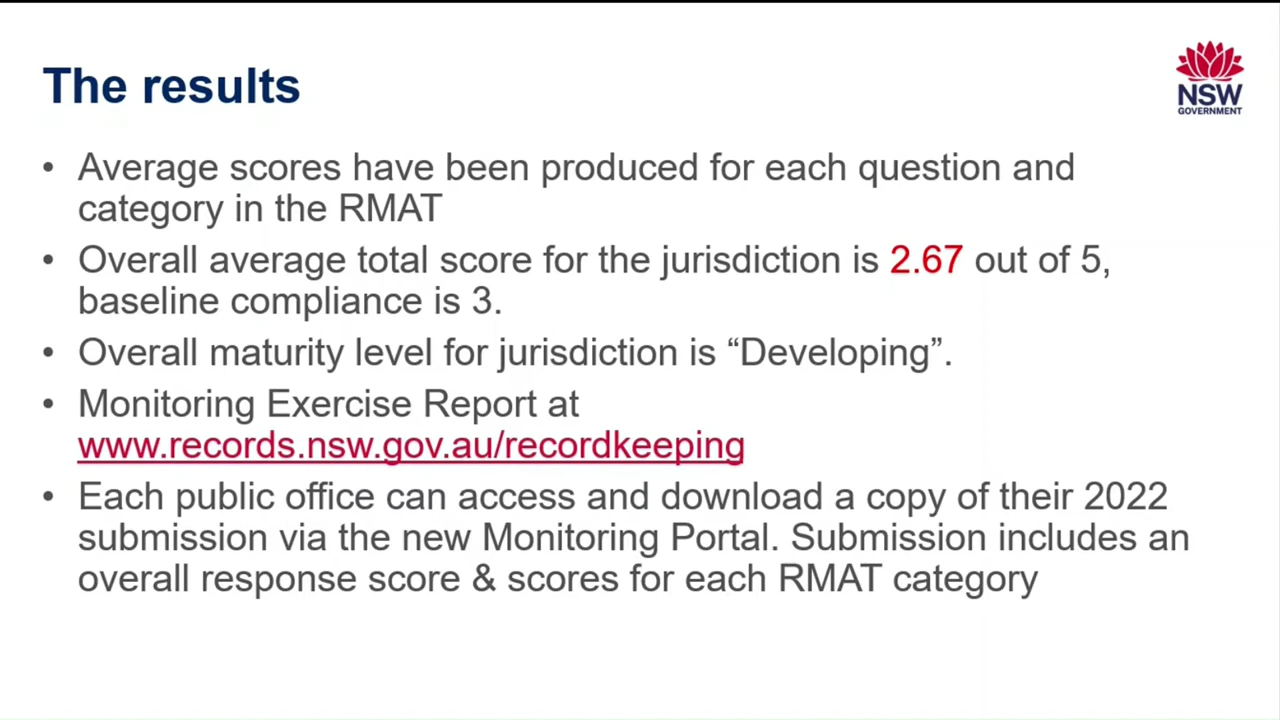 The results
NSW
GOVERNMENT
• Average scores have been produced for each question and
category in the RMAT
• Overall average total score for the jurisdiction is 2.67 out of 5,
baseline compliance is 3.
• Overall maturity level for jurisdiction is “Developing”.
• Monitoring Exercise Report at
www.records.nsw.gov.au/recordkeeping
• Each public office can access and download a copy of their 2022
submission via the new Monitoring Portal. Submission includes an
overall response score & scores for each RMAT category